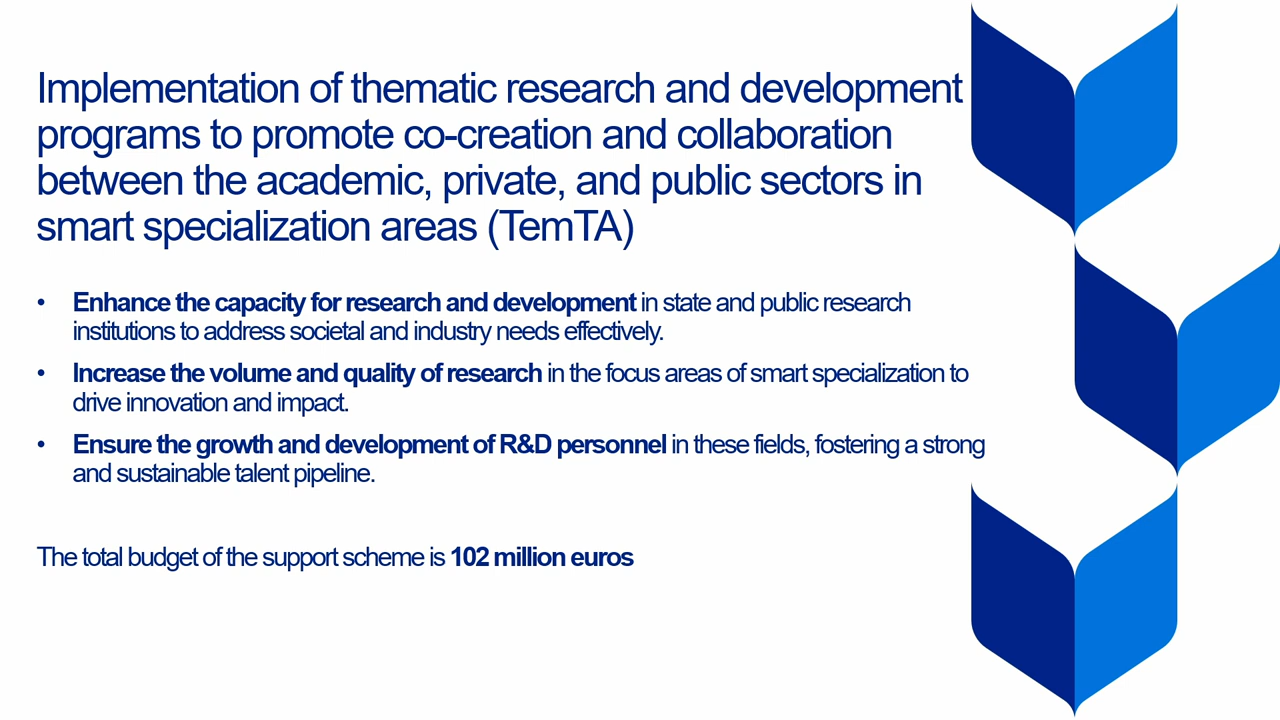 Implementation of thematic research and development
programs to promote co-creation and collaboration
between the academic, private, and public sectors in
smart specialization areas (TemTA)
• Enhance the capacity for research and development in state and public research
institutions to address societal and industry needs effectively.
• Increase the volume and quality of research in the focus areas of smart specialization to
drive innovation and impact.
• Ensure the growth and development of R&D personnel in these fields, fostering a strong
and sustainable talent pipeline.
The total budget of the support scheme is 102 million euros